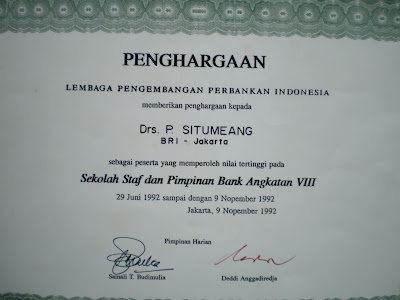 PENGHARGAAN
LEMBAGA PENGEMBANGAN PERBANKAN INDONESIA
memberikan penghargaan kepada
Drs. P. SITUMEANG
BRI - Jakarta
sebagai peserta yang memperoleh nilai tertinggi pada
Sekolah Staf dan Pimpinan Bank Angkatan VIII
29 Juni 1992 sampai dengan 9 Nopember 1992
Jakarta, 9 Nopember 1992
Pimpinan Harian
T. Budimulia Deddi Anggadiredja